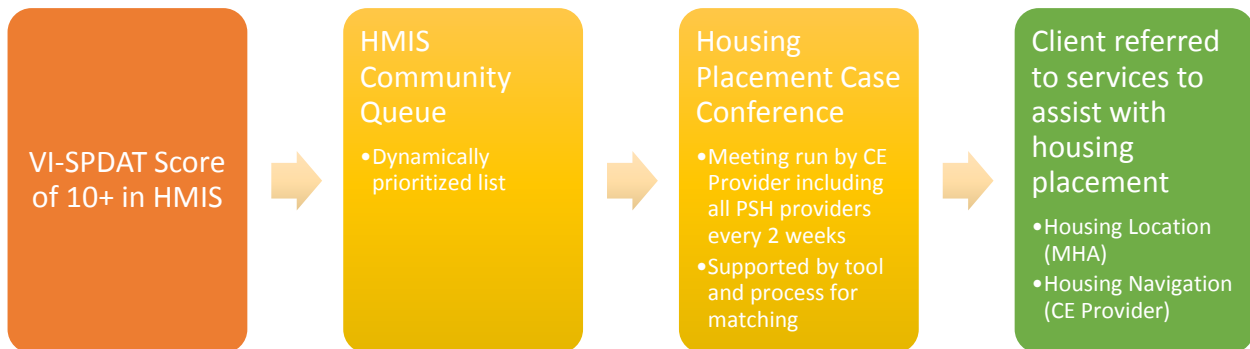 VI-SPDAT Score
of 10+ in HMIS
HMIS
Community
Queue
•Dynamically
prioritized list
Housing
Placement Case
Conference
•Meeting run by CE
Provider including
all PSH providers
every 2 weeks
•Supported by tool
and process for
matching
Client referred
to services to
assist with
housing
placement
•Housing Location
(MHA)
•Housing Navigation
(CE Provider)